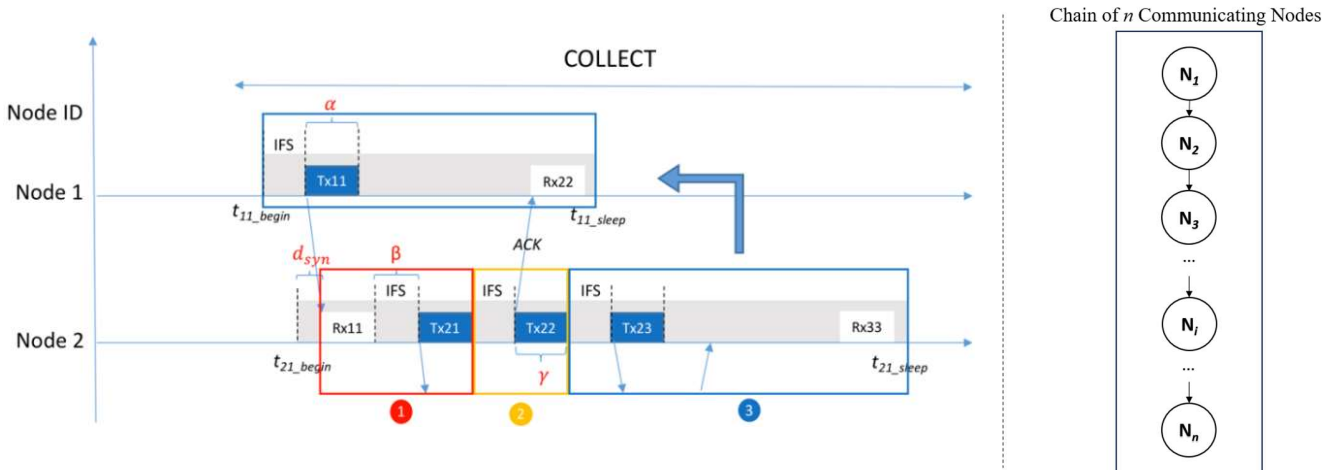 Chain of n Communicating Nodes
COLLECT
Node ID
α
IFS
Tx11
Rx22
Node 1
t11_begin
t11_sleep
ACK
dsyn
β
IFS
IFS
IFS
Rx11
Tx21
Tx22
Tx23
Rx33
Node 2
t21_begin
γ
t21_sleep
1
2
3
N1
N2
N3
...
Ni
...
Nn